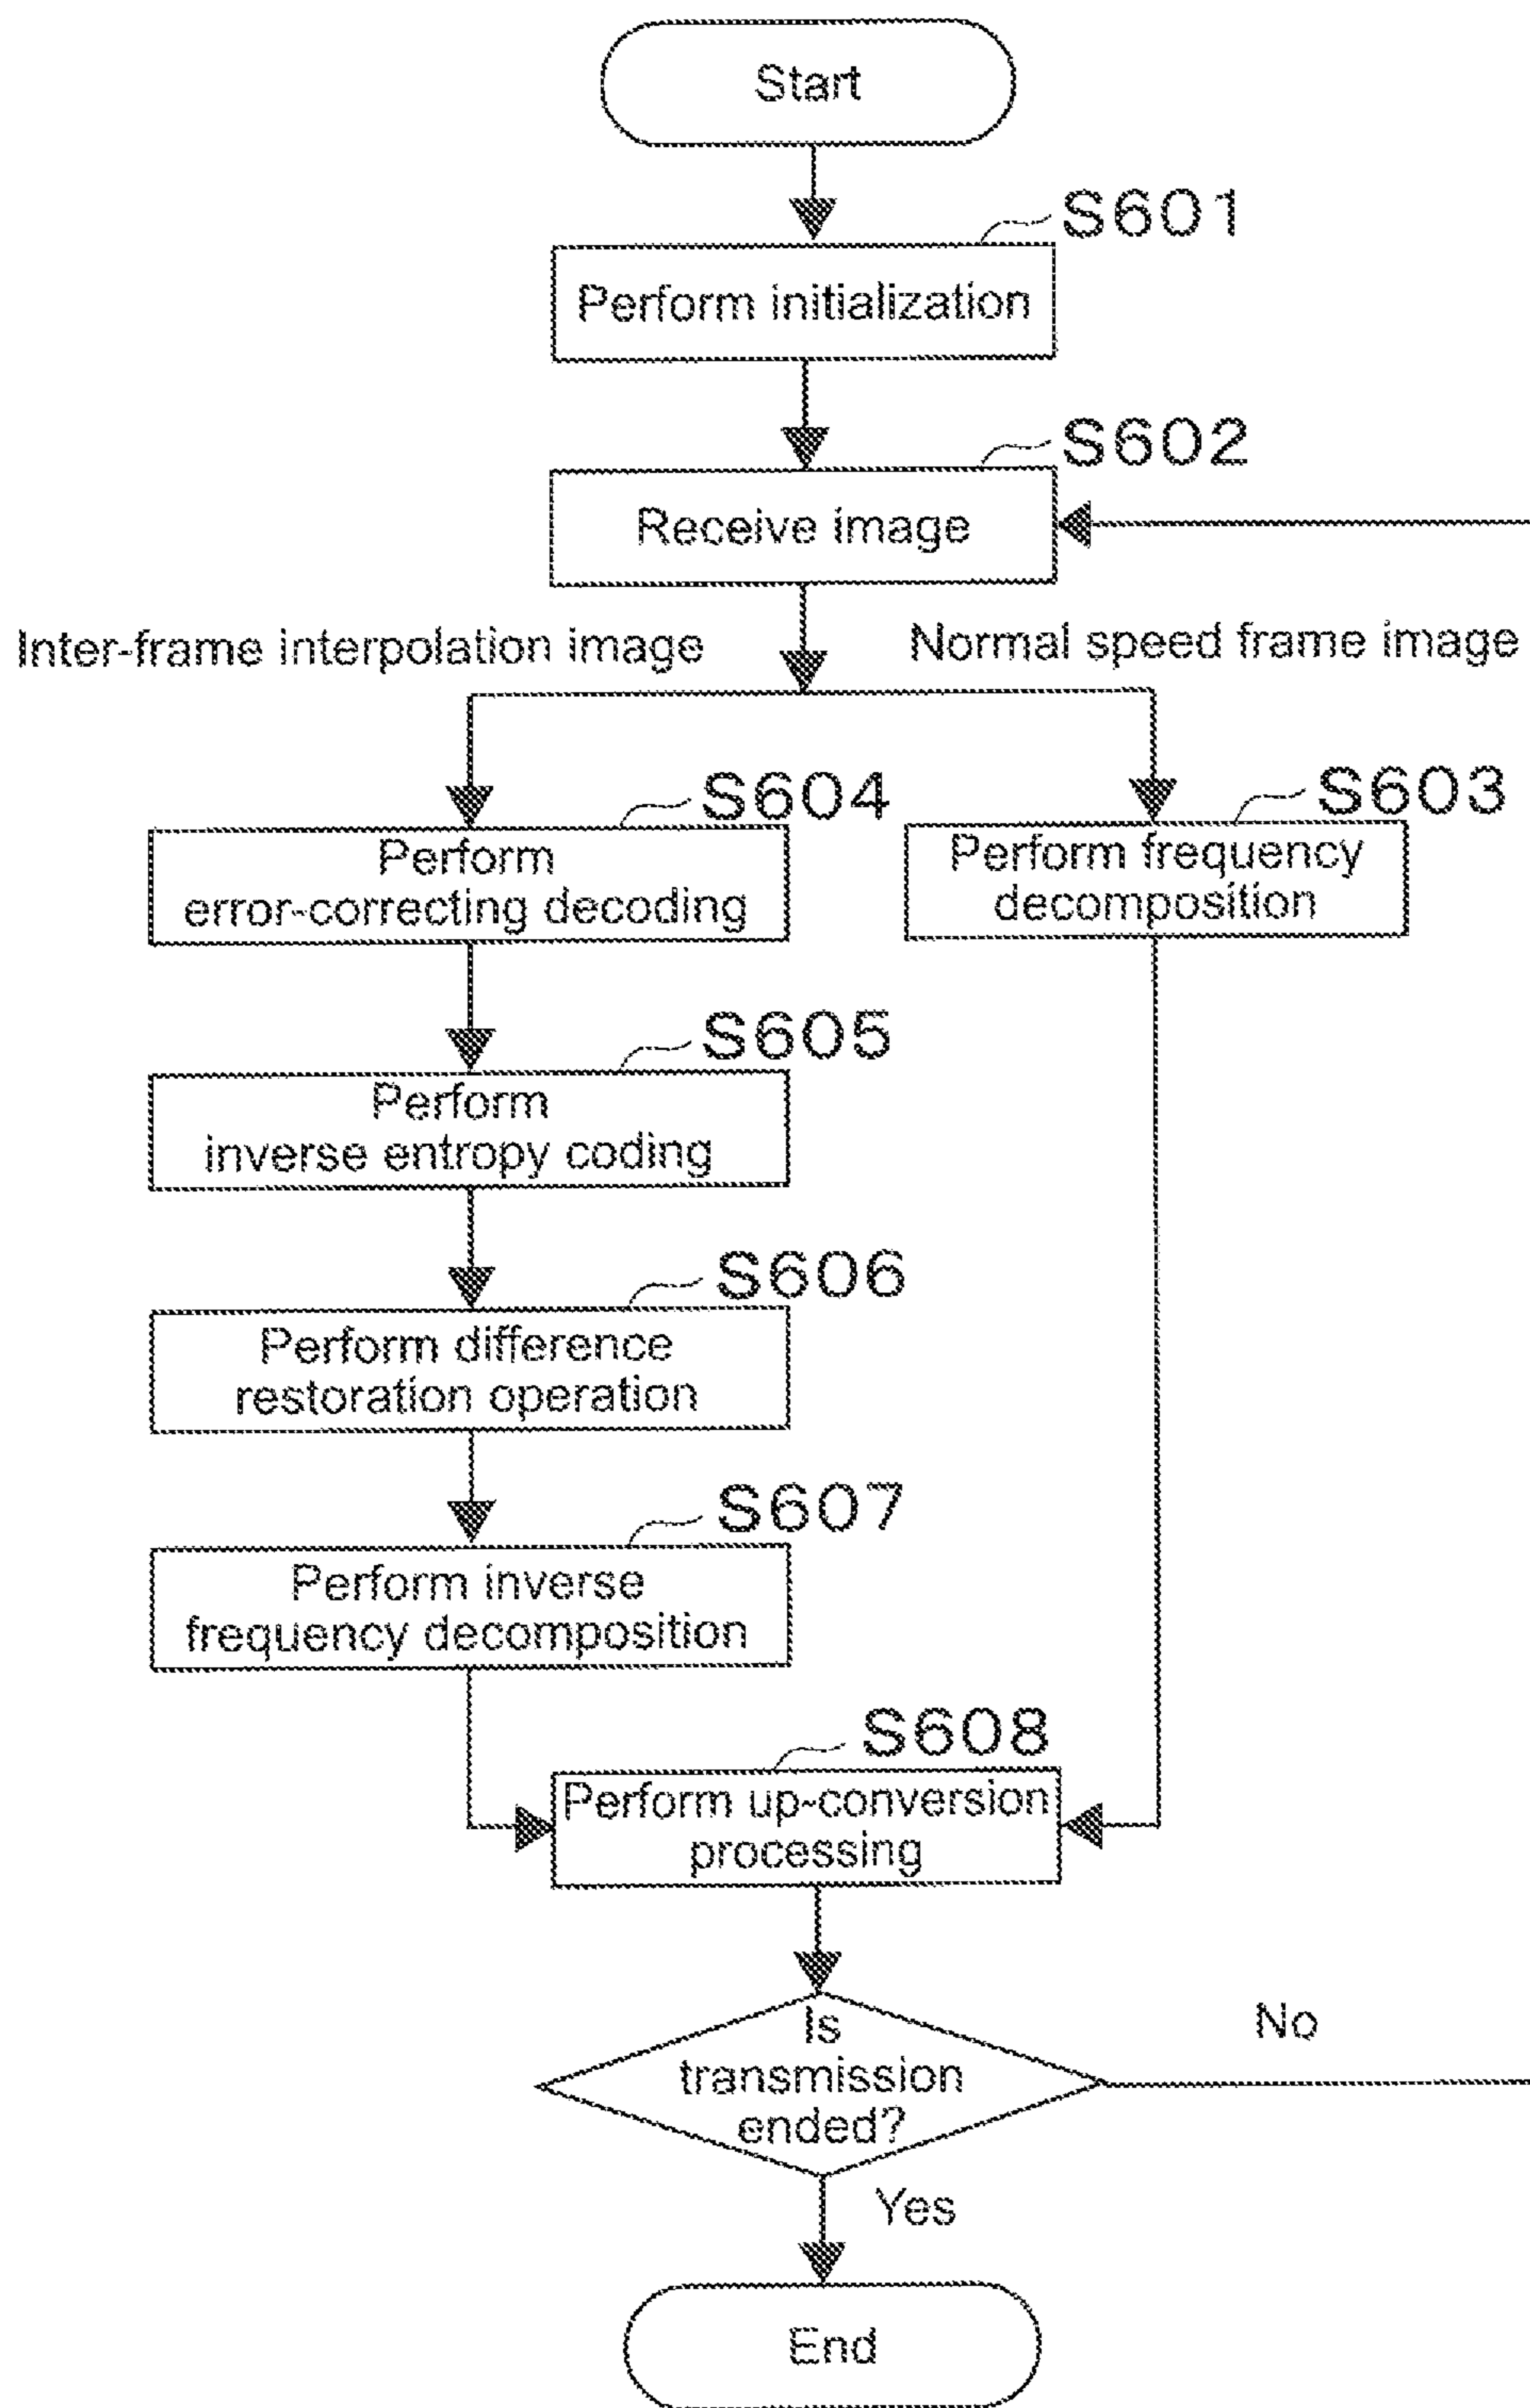 Start
S601
Perform initialization
S602
Receive image
Inter-frame interpolation image
Normal speed frame image
S604
Perform
error-correcting decoding
S603
Perform frequency
decomposition
S605
Perform
inverse entropy coding
S606
Perform difference
restoration operation
S607
Perform inverse
frequency decomposition
S608
Perform up-conversion
processing
Is
transmission
ended?
No
Yes
End